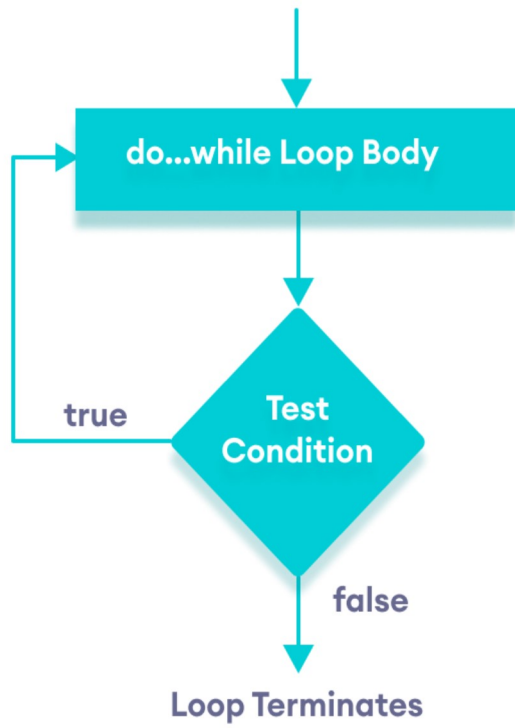 do...while Loop Body
Test
Condition
true
false
Loop Terminates